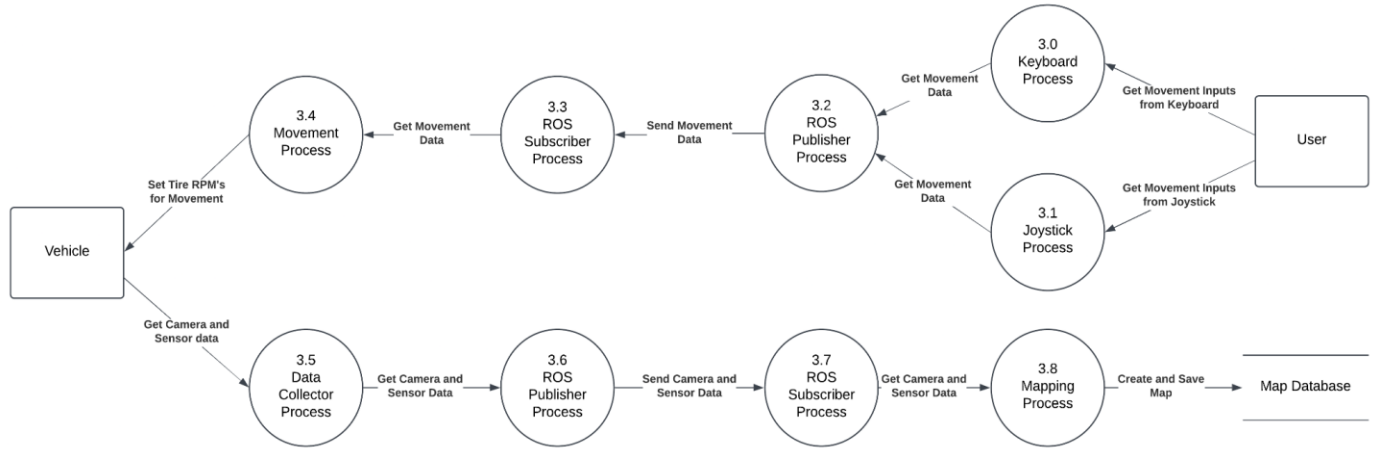 3.0
Keyboard
Process
Get Movement Inputs
from Keyboard
User
Get Movement Inputs
from Joystick
3.1
Joystick
Process
Get Movement
Data
Get Movement
Data
3.2
ROS
Publisher
Process
Send Movement
Data
3.3
ROS
Subscriber
Process
Get Movement
Data
3.4
Movement
Process
Set Tire RPM's
for Movement
Vehicle
Get Camera and
Sensor data
3.5
Data
Collector
Process
Get Camera and
Sensor Data
3.6
ROS
Publisher
Process
Send Camera and
Sensor Data
3.7
ROS
Subscriber
Process
Get Camera and
Sensor Data
3.8
Mapping
Process
Create and Save
Map
Map Database